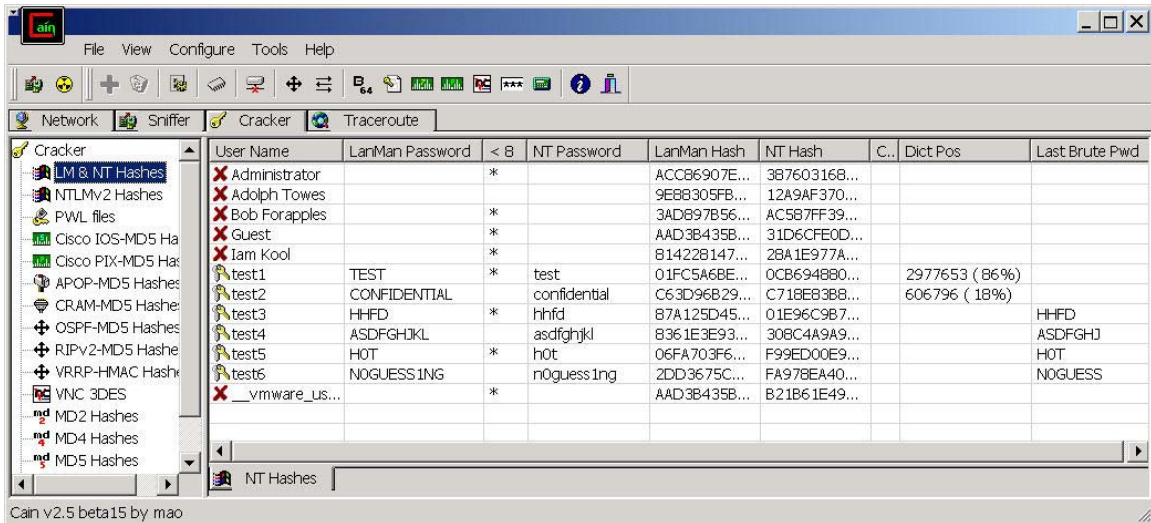 Cain
File View Configure Tools Help
B64
***
Network Sniffer Cracker Traceroute
Cracker
LM & NT Hashes
NTLMv2 Hashes
PWL files
Cisco IOS-MD5 Ha
Cisco PIX-MD5 Has
APOP-MD5 Hashes
CRAM-MD5 Hashe
OSPF-MD5 Hashes
RIPv2-MD5 Hashe
VRRP-HMAC Hash
VNC 3DES
MD2 Hashes
MD4 Hashes
MD5 Hashes
User Name LanMan Password < 8 NT Password LanMan Hash NT Hash C... Dict Pos Last Brute Pwd
Administrator * ACC86907E... 387603168...
Adolph Towes 9E88305FB... 12A9AF370...
Bob Forapples * 3AD897B56... AC587FF39...
Guest * AAD3B435B... 31D6CFE0D...
Iam Kool * 814228147... 28A1E977A...
test1 TEST * test 01FC5A6BE... 0CB694880... 2977653 ( 86%)
test2 CONFIDENTIAL confidential C63D96B29... C718E83B8... 606796 ( 18%)
test3 HHFD * hhfd 87A125D45... 01E96C9B7... HHFD
test4 ASDFGHJKL asdfghjkl 8361E3E93... 308C4A9A9... ASDFGHJ
test5 H0T * h0t 06FA703F6... F99ED00E9... H0T
test6 N0GUESS1NG n0guess1ng 2DD3675C... FA978EA40... N0GUESS
__vmware_us... * AAD3B435B... B21B61E49...
NT Hashes
Cain v2.5 beta15 by mao